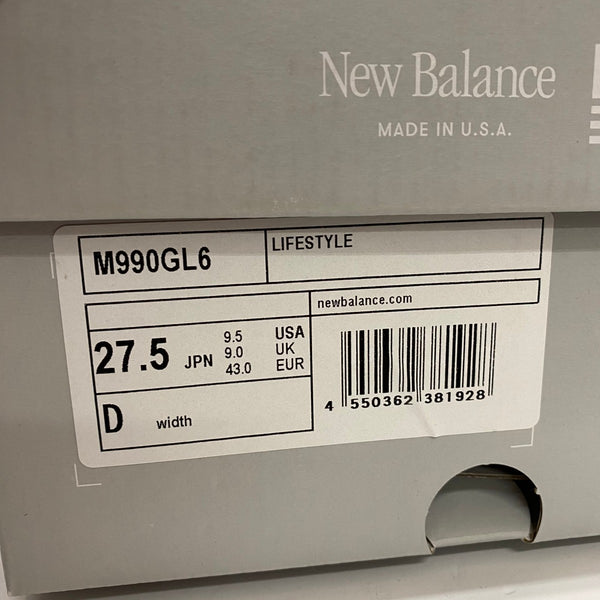 New Balance
MADE IN U.S.A.
M990GL6
LIFESTYLE
newbalance.com
27.5 JPN
9.5 USA
9.0 UK
43.0 EUR
D width
4 550362 381928